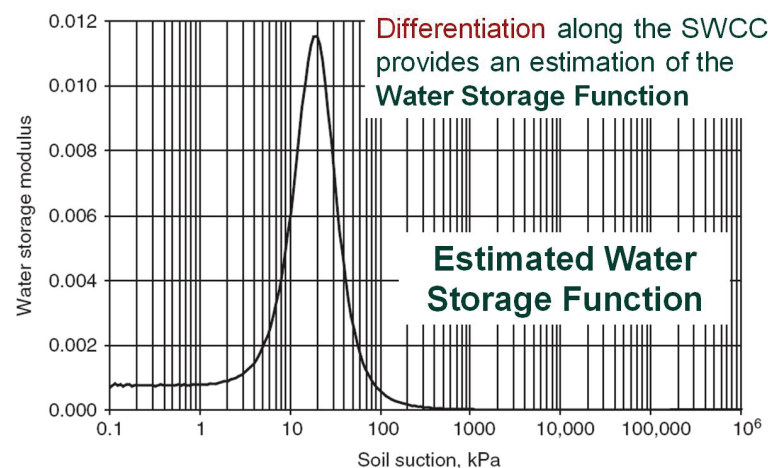 Differentiation along the SWCC
provides an estimation of the
Water Storage Function
Estimated Water
Storage Function
Water storage modulus
0.012
0.010
0.008
0.006
0.004
0.002
0.000
0.1 1 10 100 1000 10,000 100,000 10⁶
Soil suction, kPa